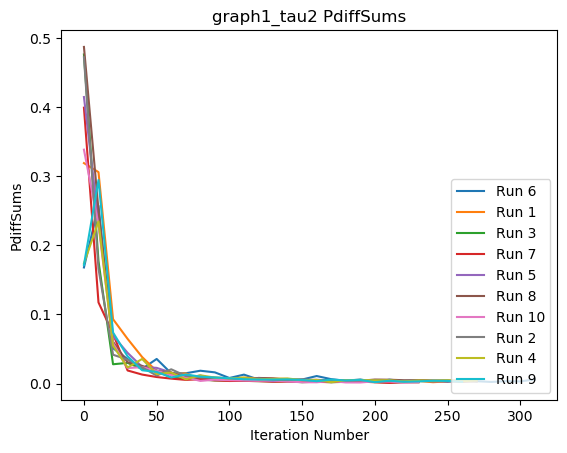 graph1_tau2 PdiffSums
0.5
0.4
0.3
0.2
0.1
0.0
PdiffSums
Run 6
Run 1
Run 3
Run 7
Run 5
Run 8
Run 10
Run 2
Run 4
Run 9
0 50 100 150 200 250 300
Iteration Number